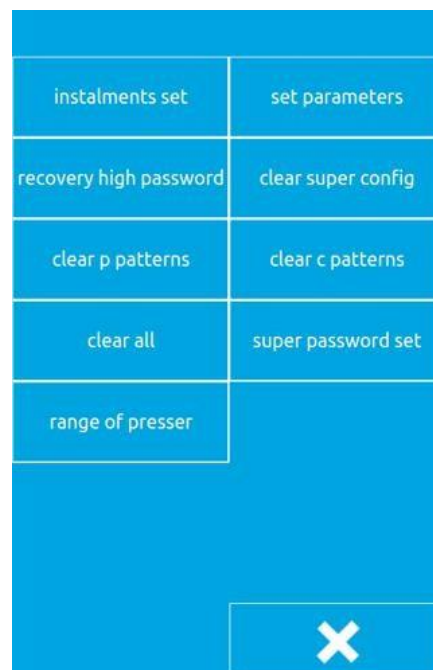 instalments set
set parameters
recovery high password
clear super config
clear p patterns
clear c patterns
clear all
super password set
range of presser